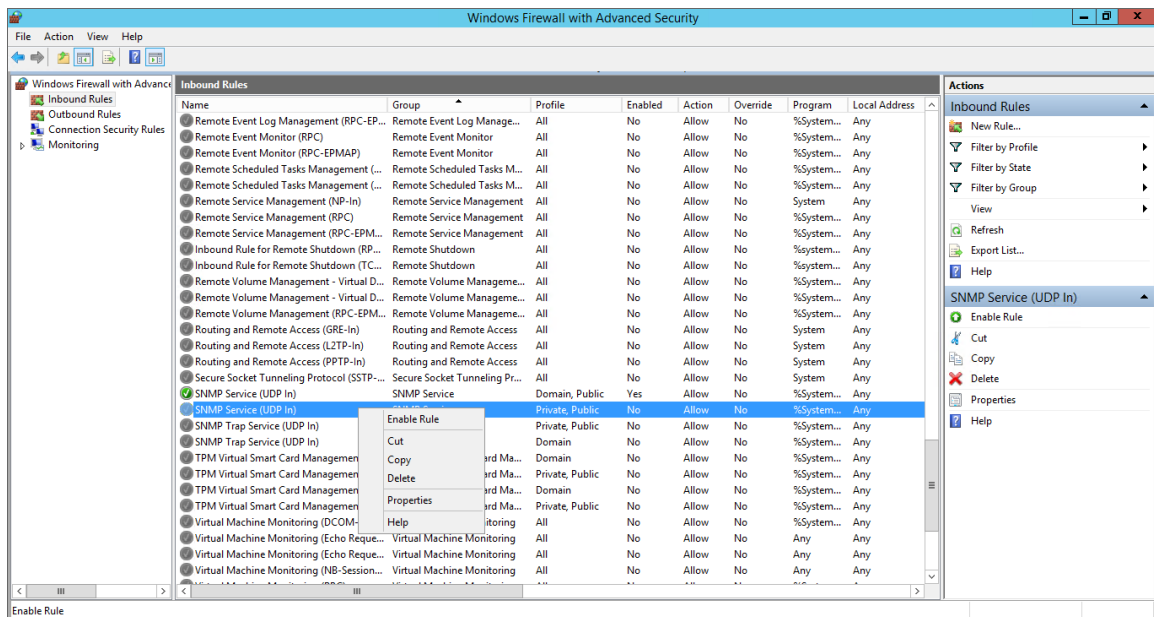 Windows Firewall with Advanced Security
File Action View Help
Windows Firewall with Advance
Inbound Rules
Outbound Rules
Connection Security Rules
Monitoring
Inbound Rules
Name Group Profile Enabled Action Override Program Local Address
Remote Event Log Management (RPC-EP... Remote Event Log Manage... All No Allow No %System... Any
Remote Event Monitor (RPC) Remote Event Monitor All No Allow No %System... Any
Remote Event Monitor (RPC-EPMAP) Remote Event Monitor All No Allow No %System... Any
Remote Scheduled Tasks Management (... Remote Scheduled Tasks M... All No Allow No %System... Any
Remote Scheduled Tasks Management (... Remote Scheduled Tasks M... All No Allow No %System... Any
Remote Service Management (NP-In) Remote Service Management All No Allow No System Any
Remote Service Management (RPC) Remote Service Management All No Allow No %System... Any
Remote Service Management (RPC-EPM... Remote Service Management All No Allow No %System... Any
Inbound Rule for Remote Shutdown (RP... Remote Shutdown All No Allow No %system... Any
Inbound Rule for Remote Shutdown (TC... Remote Shutdown All No Allow No %system... Any
Remote Volume Management - Virtual D... Remote Volume Manageme... All No Allow No %System... Any
Remote Volume Management - Virtual D... Remote Volume Manageme... All No Allow No %System... Any
Remote Volume Management (RPC-EPM... Remote Volume Manageme... All No Allow No %System... Any
Routing and Remote Access (GRE-In) Routing and Remote Access All No Allow No System Any
Routing and Remote Access (L2TP-In) Routing and Remote Access All No Allow No System Any
Routing and Remote Access (PPTP-In) Routing and Remote Access All No Allow No System Any
Secure Socket Tunneling Protocol (SSTP-... Secure Socket Tunneling Pr... All No Allow No System Any
SNMP Service (UDP In) SNMP Service Domain, Public Yes Allow No %System... Any
SNMP Service (UDP In) Private, Public No Allow No %System... Any
SNMP Trap Service (UDP In) Private, Public No Allow No %System... Any
SNMP Trap Service (UDP In) Domain No Allow No %System... Any
TPM Virtual Smart Card Managemen rd Ma... Domain No Allow No %System... Any
TPM Virtual Smart Card Managemen rd Ma... Private, Public No Allow No %System... Any
TPM Virtual Smart Card Managemen rd Ma... Domain No Allow No %System... Any
TPM Virtual Smart Card Managemen rd Ma... Private, Public No Allow No %System... Any
Virtual Machine Monitoring (DCOM- itoring All No Allow No %System... Any
Virtual Machine Monitoring (Echo Reque... Virtual Machine Monitoring All No Allow No Any Any
Virtual Machine Monitoring (Echo Reque... Virtual Machine Monitoring All No Allow No Any Any
Virtual Machine Monitoring (NB-Session... Virtual Machine Monitoring All No Allow No Any Any
Enable Rule
Cut
Copy
Delete
Properties
Help
Actions
Inbound Rules
New Rule...
Filter by Profile
Filter by State
Filter by Group
View
Refresh
Export List...
Help
SNMP Service (UDP In)
Enable Rule
Cut
Copy
Delete
Properties
Help
Enable Rule